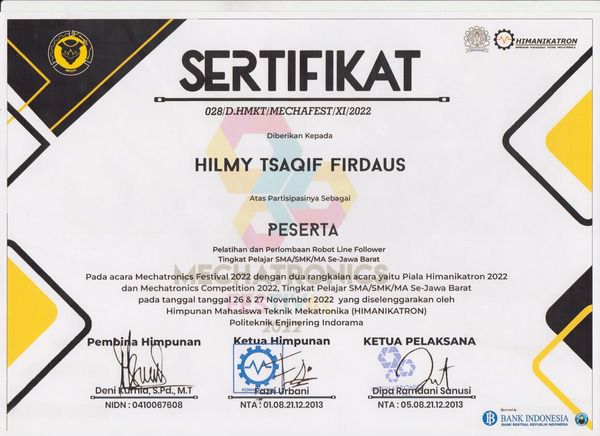 HIMANIKATRON
SERTIFIKAT
028/D.HMKT/MECHAFEST/XI/2022
Diberikan Kepada
HILMY TSAQIF FIRDAUS
Atas Partisipasinya Sebagai
PESERTA
Pelatihan dan Perlombaan Robot Line Follower
Tingkat Pelajar SMA/SMK/MA Se-Jawa Barat
MECHATRONICS
Pada acara Mechatronics Festival 2022 dengan dua rangkaian acara yaitu Piala Himanikatron 2022
dan Mechatronics Competition 2022, Tingkat Pelajar SMA/SMK/MA Se-Jawa Barat
pada tanggal tanggal 26 & 27 November 2022 yang diselenggarakan oleh
Himpunan Mahasiswa Teknik Mekatronika (HIMANIKATRON)
Politeknik Enjinering Indorama
2022
Pembina Himpunan
Ketua Himpunan
KETUA PELAKSANA
Deni Kurnia, S.Pd., M.T
Fazri Urbani
Dipa Ramdani Sanusi
NIDN : 0410067608
NTA : 01.08.21.12.2013
NTA : 05.08.21.12.2013
BANK INDONESIA
BANK SENTRAL REPUBLIK INDONESIA